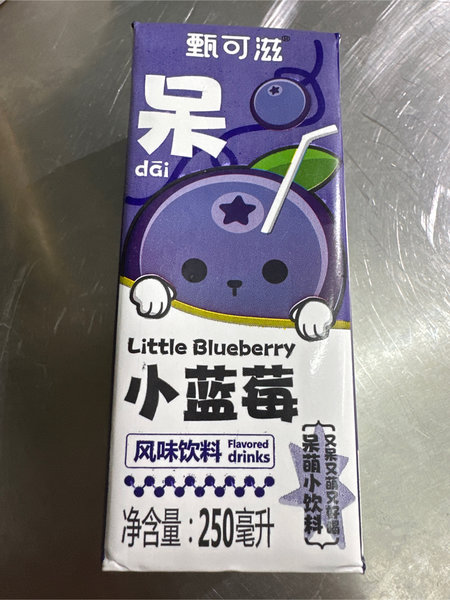 甄可滋®
呆
dāi
Little Blueberry
小蓝莓
风味饮料 Flavored drinks
净含量：250毫升
又呆又萌又好喝
呆萌小饮料